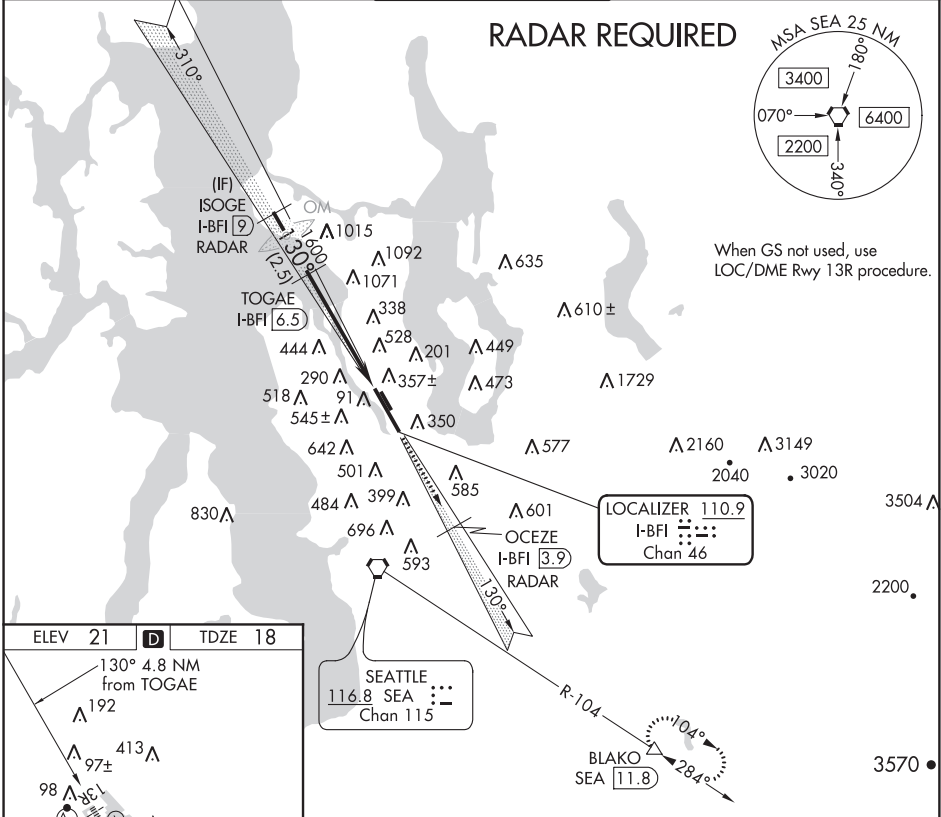 RADAR REQUIRED
MSA SEA 25 NM
180°
3400
070°
6400
2200
340°
When GS not used, use
LOC/DME Rwy 13R procedure.
310°
(IF)
ISOGE
I-BFI 9
RADAR
OM
1600
130°
(2.5)
TOGAE
I-BFI 6.5
1015
1092
1071
635
338
610 ±
444
528
201
449
290
357±
473
1729
518
91
545±
350
642
577
2160
3149
501
2040
3020
585
484
399
830
601
3504
696
593
OCEZE
I-BFI 3.9
RADAR
LOCALIZER 110.9
I-BFI
Chan 46
130°
2200
SEATTLE
116.8 SEA
Chan 115
R-104
104°
BLAKO
SEA 11.8
284°
3570
ELEV 21 D TDZE 18
130° 4.8 NM
from TOGAE
192
97±
413
98
13R